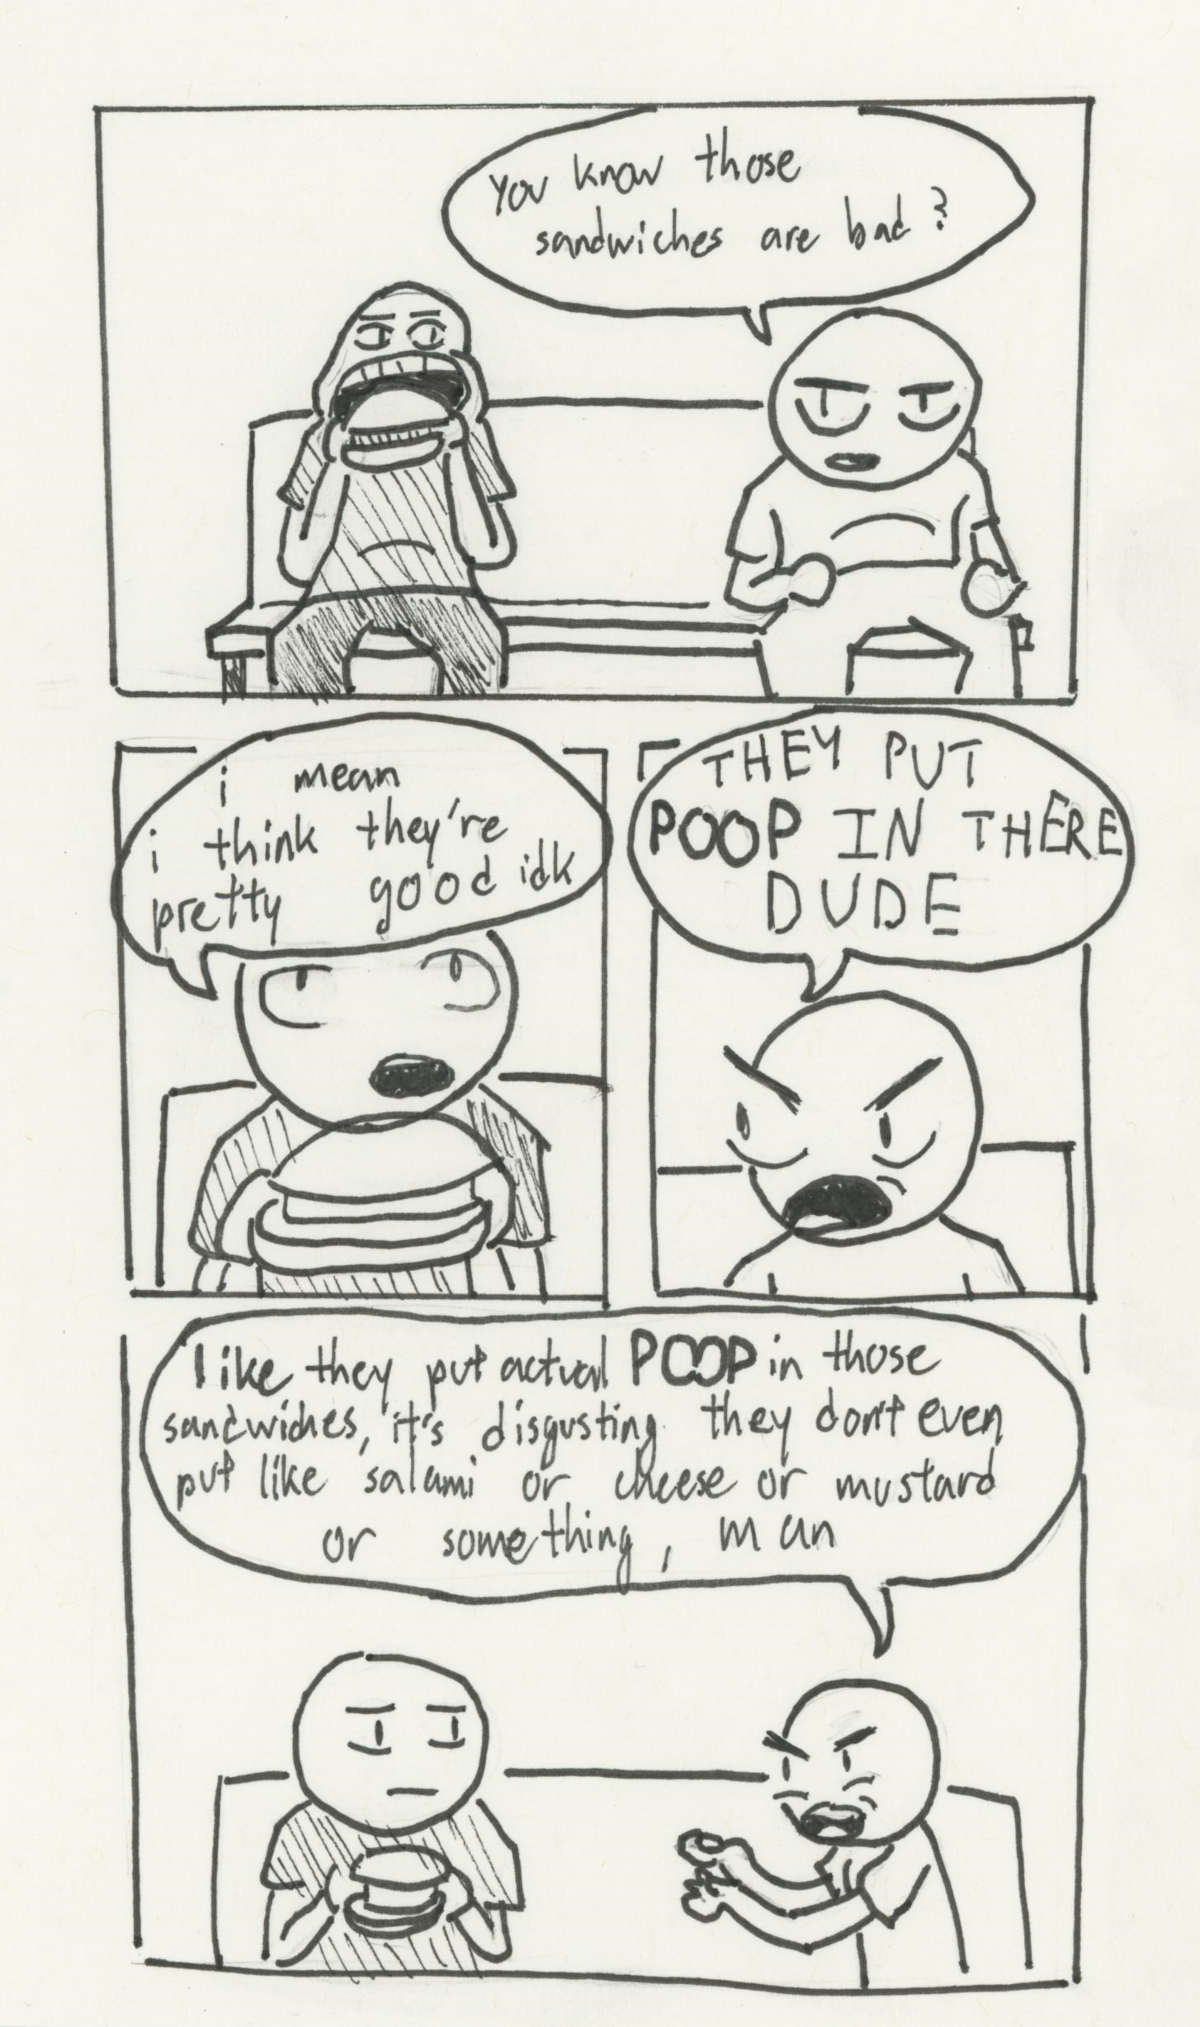 You know those
sandwiches are bad?
i mean
i think they're
pretty good idk
THEY PUT
POOP IN THERE
DUDE
like they put actual POOP in those
sandwiches, it's disgusting they don't even
put like salami or cheese or mustard
or something, man